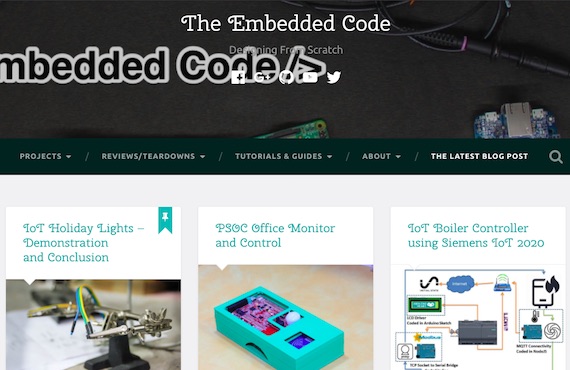 The Embedded Code
Designing From Scratch
mbedded Code/>
PROJECTS / REVIEWS/TEARDOWNS / TUTORIALS & GUIDES / ABOUT / THE LATEST BLOG POST
IoT Holiday Lights –
Demonstration
and Conclusion
PSOC Office Monitor
and Control
IoT Boiler Controller
using Siemens IoT 2020
Internet
LCD Driver
Coded in Arduino Sketch
MQTT Connectivity
Coded in NodeJS
TCP Socket to Serial Bridge